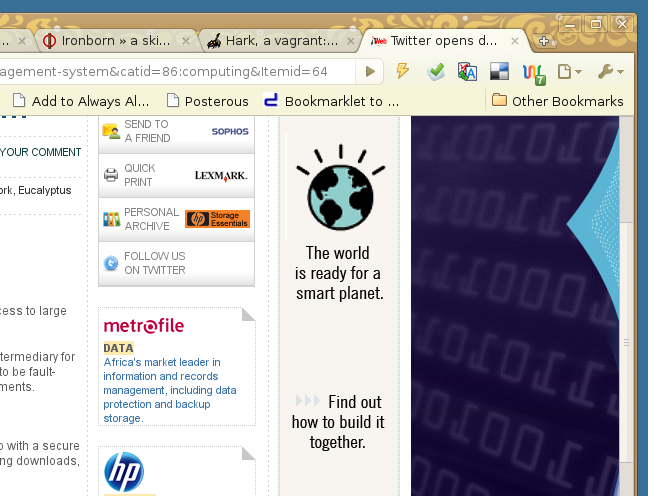 Ironborn » a ski...
Hark, a vagrant:...
iWeb Twitter opens d...
agement-system&catid=86:computing&Itemid=64
7
Add to Always Al...
Posterous
Bookmarklet to ...
Other Bookmarks
YOUR COMMENT
ork, Eucalyptus
cess to large
termediary for
to be fault-
ments.
o with a secure
ng downloads,
SEND TO
A FRIEND
SOPHOS
QUICK
PRINT
LEXMARK
PERSONAL
ARCHIVE
hp Storage
Essentials
FOLLOW US
ON TWITTER
metrofile
DATA
Africa's market leader in
information and records
management, including data
protection and backup
storage.
hp
The world
is ready for a
smart planet.
Find out
how to build it
together.